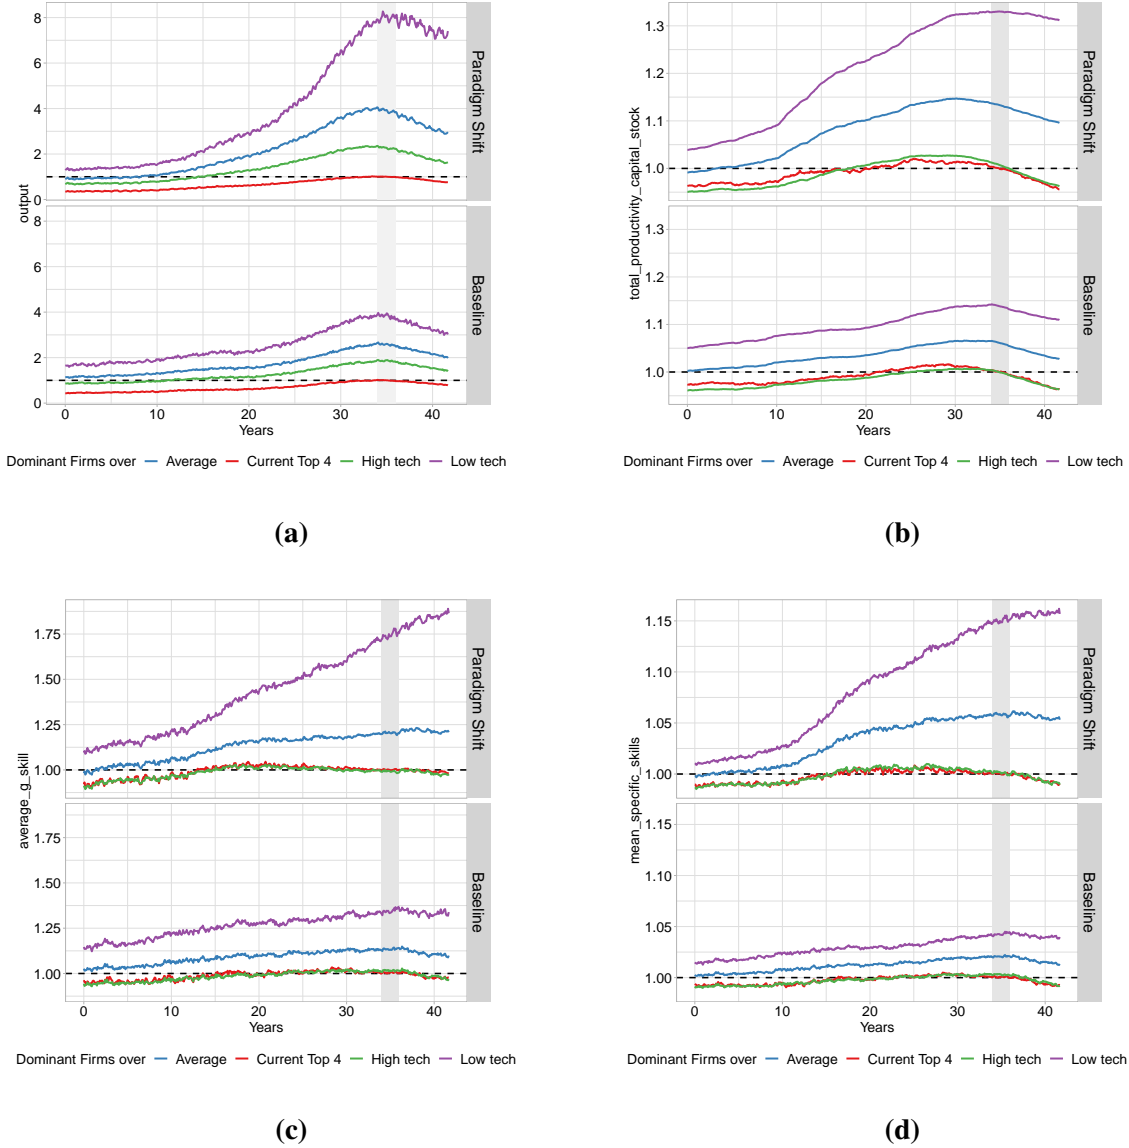 8
6
4
2
0
Paradigm Shift
8
6
4
2
0
Baseline
output
0 10 20 30 40
Years
Dominant Firms over Average Current Top 4 High tech Low tech
(a)
1.3
1.2
1.1
1.0
Paradigm Shift
1.3
1.2
1.1
1.0
Baseline
total_productivity_capital_stock
0 10 20 30 40
Years
Dominant Firms over Average Current Top 4 High tech Low tech
(b)
1.75
1.50
1.25
1.00
Paradigm Shift
1.75
1.50
1.25
1.00
Baseline
average_g_skill
0 10 20 30 40
Years
Dominant Firms over Average Current Top 4 High tech Low tech
(c)
1.15
1.10
1.05
1.00
Paradigm Shift
1.15
1.10
1.05
1.00
Baseline
mean_specific_skills
0 10 20 30 40
Years
Dominant Firms over Average Current Top 4 High tech Low tech
(d)